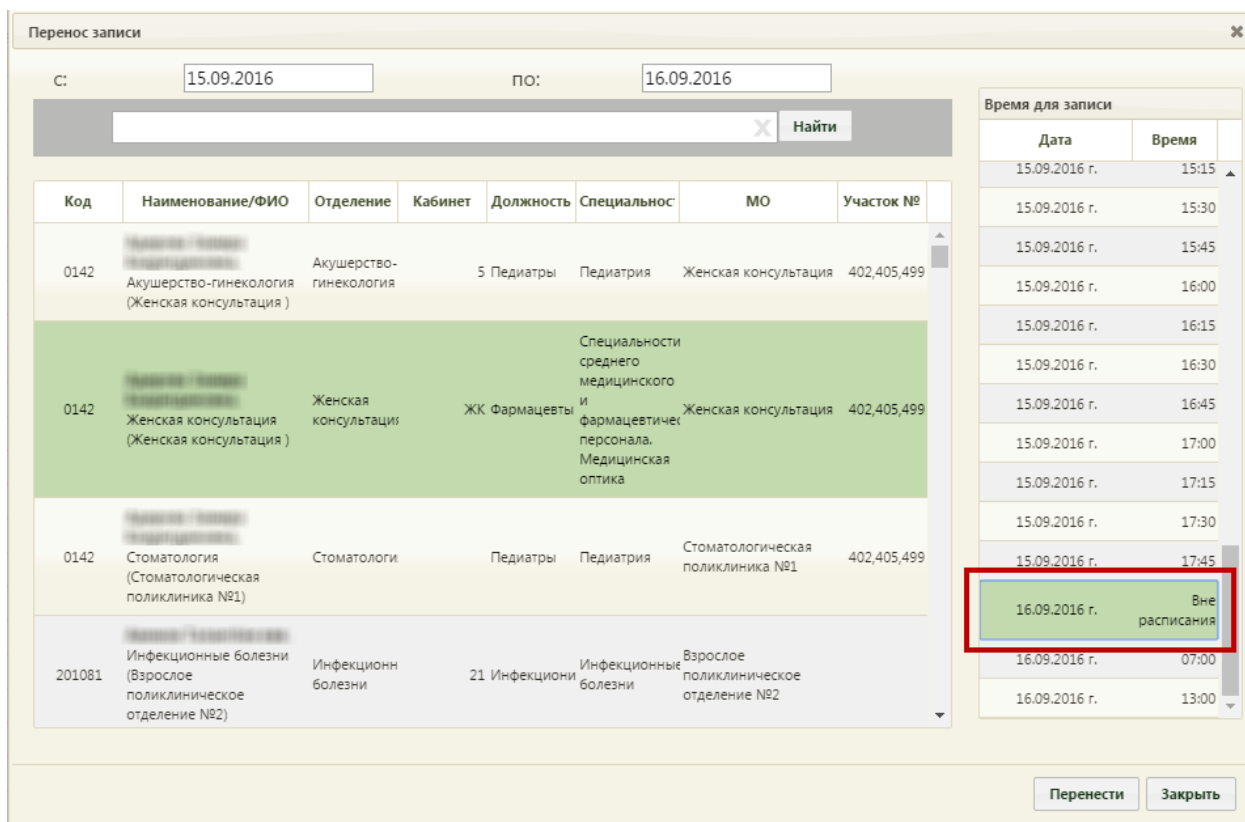 Перенос записи
с: 15.09.2016 по: 16.09.2016
Найти
Код Наименование/ФИО Отделение Кабинет Должность Специальнос МО Участок №
0142
Акушерство-гинекология
(Женская консультация )
Акушерство-
гинекология
5 Педиатры Педиатрия Женская консультация 402,405,499
0142
Женская консультация
(Женская консультация )
Женская
консультация
ЖК Фармацевты
Специальности
среднего
медицинского
и
фармацевтичес
персонала.
Медицинская
оптика
Женская консультация 402,405,499
0142
Стоматология
(Стоматологическая
поликлиника №1)
Стоматологи
Педиатры Педиатрия
Стоматологическая
поликлиника №1
402,405,499
201081
Инфекционные болезни
(Взрослое
поликлиническое
отделение №2)
Инфекционн
болезни
21 Инфекциони
Инфекционные
болезни
Взрослое
поликлиническое
отделение №2
Время для записи
Дата Время
15.09.2016 г. 15:15
15.09.2016 г. 15:30
15.09.2016 г. 15:45
15.09.2016 г. 16:00
15.09.2016 г. 16:15
15.09.2016 г. 16:30
15.09.2016 г. 16:45
15.09.2016 г. 17:00
15.09.2016 г. 17:15
15.09.2016 г. 17:30
15.09.2016 г. 17:45
16.09.2016 г. Вне
расписания
16.09.2016 г. 07:00
16.09.2016 г. 13:00
Перенести Закрыть